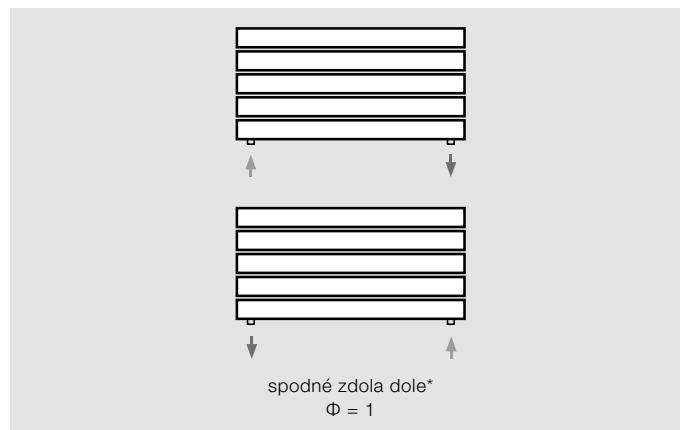 spodné zdola dole*
Φ = 1